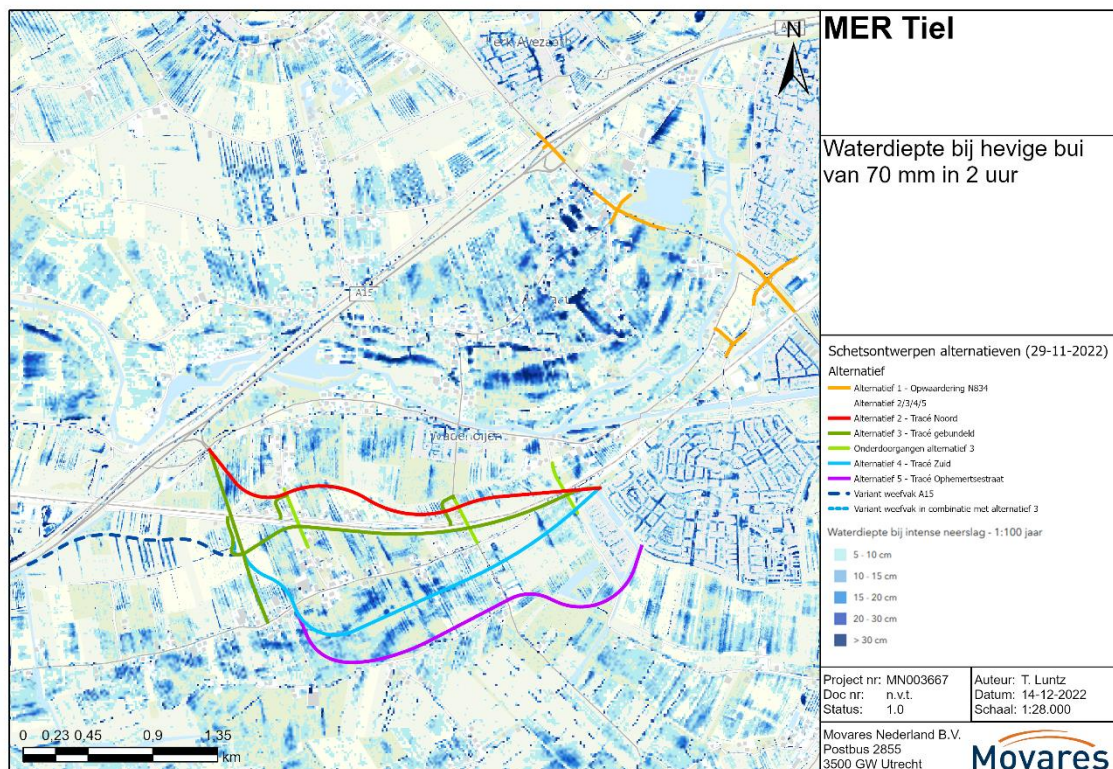 Kerk Avezaath
A15
N
A15
Wadenoijen
0 0,23 0,45 0,9 1,35
km
MER Tiel
Waterdiepte bij hevige bui
van 70 mm in 2 uur
Schetsontwerpen alternatieven (29-11-2022)
Alternatief
Alternatief 1 - Opwaardering N834
Alternatief 2/3/4/5
Alternatief 2 - Tracé Noord
Alternatief 3 - Tracé gebundeld
Onderdoorgangen alternatief 3
Alternatief 4 - Tracé Zuid
Alternatief 5 - Tracé Ophemertsestraat
Variant weefvak A15
Variant weefvak in combinatie met alternatief 3
Waterdiepte bij intense neerslag - 1:100 jaar
5 - 10 cm
10 - 15 cm
15 - 20 cm
20 - 30 cm
> 30 cm
Project nr: MN003667
Doc nr: n.v.t.
Status: 1.0
Auteur: T. Luntz
Datum: 14-12-2022
Schaal: 1:28.000
Movares Nederland B.V.
Postbus 2855
3500 GW Utrecht
Movares